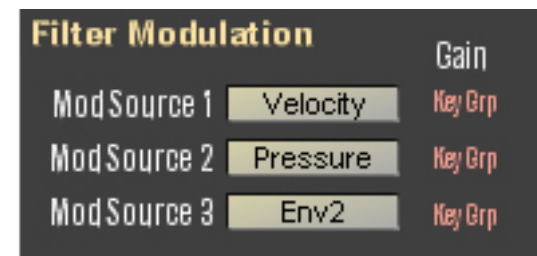 Filter Modulation
Gain
Mod Source 1 Velocity Key Grp
Mod Source 2 Pressure Key Grp
Mod Source 3 Env2 Key Grp